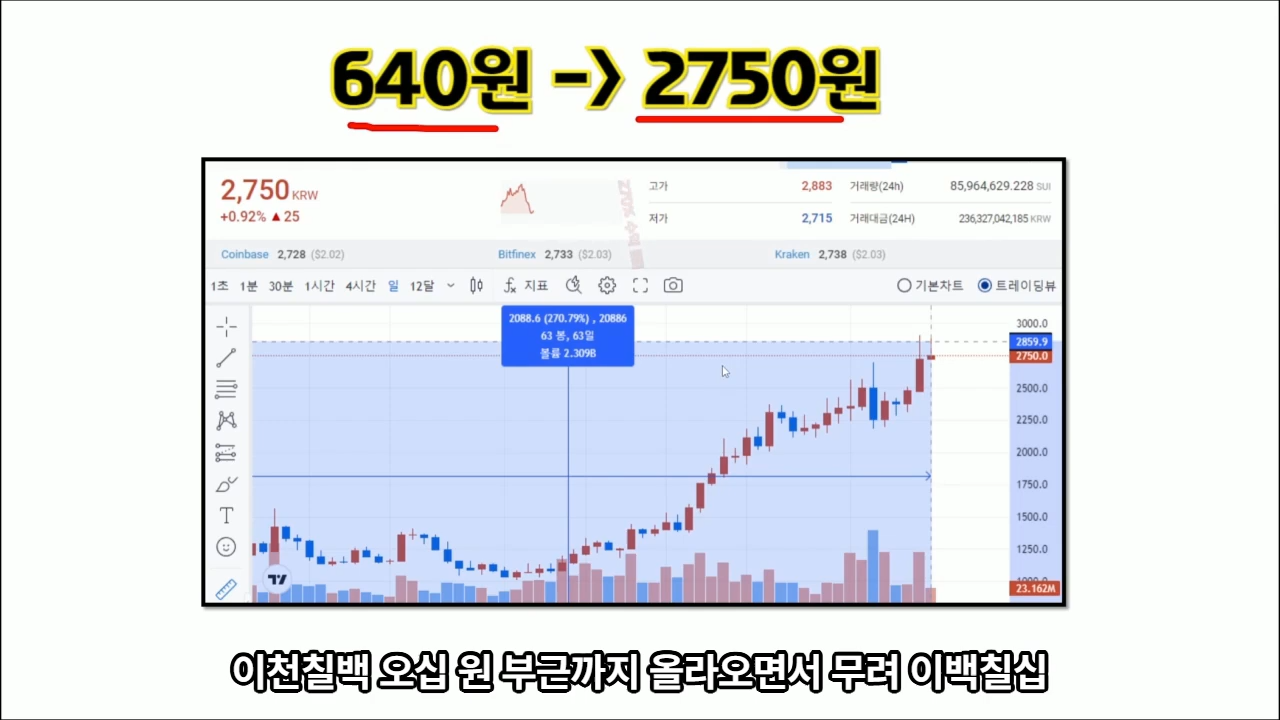 640원 -> 2750원
2,750 KRW
+0.92% ▲ 25
고가 2,883 거래량(24h) 85,964,629.228 SUI
저가 2,715 거래대금(24H) 236,327,042,185 KRW
Coinbase 2,728 ($2.02) Bitfinex 2,733 ($2.03) Kraken 2,738 ($2.03)
1초 1분 30분 1시간 4시간 일 12달 지표 기본차트 트레이딩뷰
2088.6 (270.79%) , 20886
63 봉, 63일
볼륨 2.309B
3000.0
2859.9
2750.0
2500.0
2250.0
2000.0
1750.0
1500.0
1250.0
1000.0
23.162M
이천칠백 오십 원 부근까지 올라오면서 무려 이백칠십